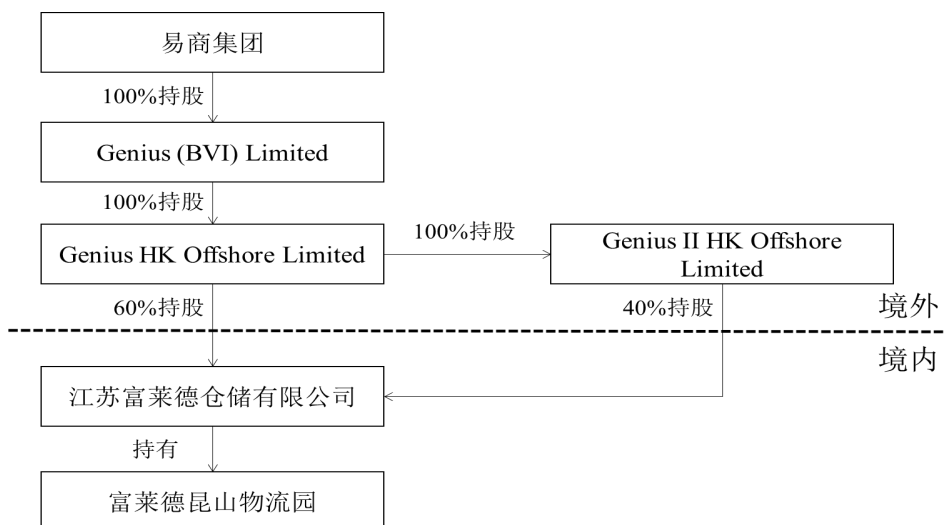 易商集团
100%持股
Genius (BVI) Limited
100%持股
Genius HK Offshore Limited
100%持股
Genius II HK Offshore
Limited
60%持股
40%持股
境外
境内
江苏富莱德仓储有限公司
持有
富莱德昆山物流园